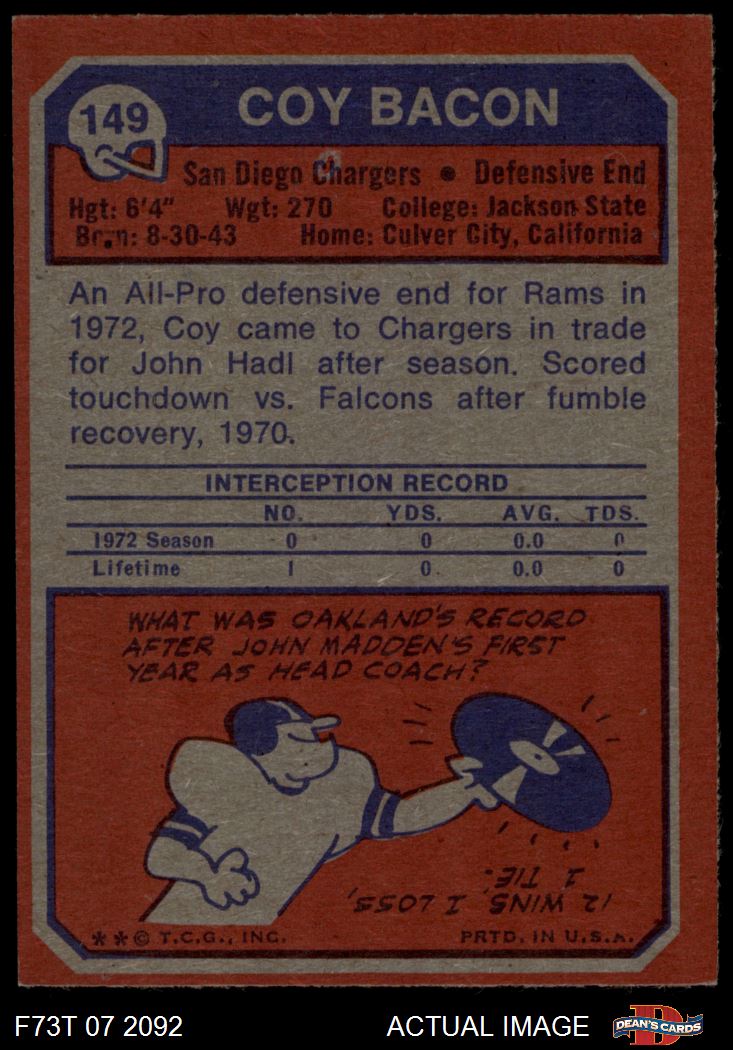 149
COY BACON
San Diego Chargers • Defensive End
Hgt: 6'4" Wgt: 270 College: Jackson State
Born: 8-30-43 Home: Culver City, California
An All-Pro defensive end for Rams in
1972, Coy came to Chargers in trade
for John Hadl after season. Scored
touchdown vs. Falcons after fumble
recovery, 1970.
INTERCEPTION RECORD
NO. YDS. AVG. TDS.
1972 Season 0 0 0.0 0
Lifetime 1 0 0.0 0
WHAT WAS OAKLAND'S RECORD
AFTER JOHN MADDEN'S FIRST
YEAR AS HEAD COACH?
12 WINS, 1 LOSS,
1 TIE.
**© T.C.G., INC. PRTD. IN U.S.A.
F73T 07 2092 ACTUAL IMAGE
D
DEAN'S CARDS